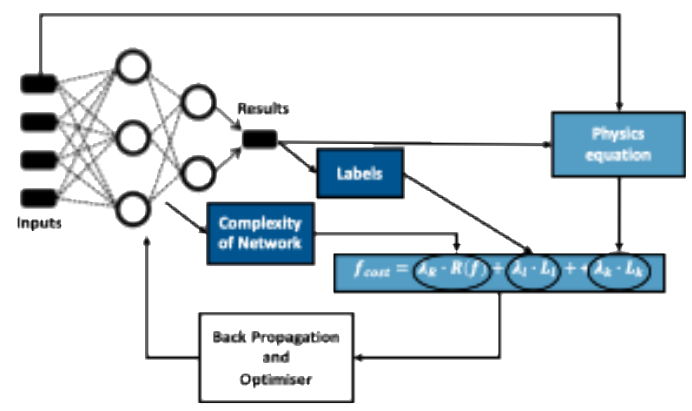 Results
Physics
equation
Labels
Inputs
Complexity
of Network
f_cost = λ_R · R(f) + λ_l · L_l + + λ_k · L_k
Back Propagation
and
Optimiser